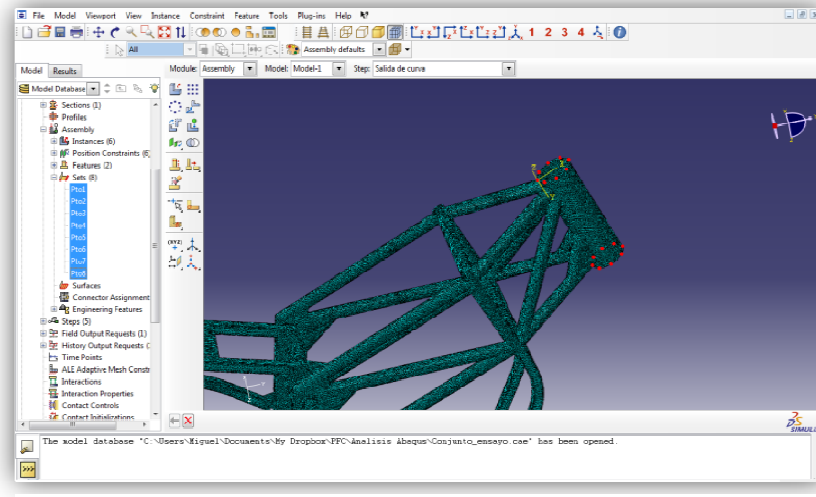 File Model Viewport View Instance Constraint Feature Tools Plug-ins Help
1 2 3 4
All Assembly defaults
Model Results
Module: Assembly Model: Model-1 Step: Salida de curva
Model Database
Sections (1)
Profiles
Assembly
Instances (6)
Position Constraints (6)
Features (2)
Sets (8)
Pto1
Pto2
Pto3
Pto4
Pto5
Pto6
Pto7
Pto8
Surfaces
Connector Assignment
Engineering Features
Steps (5)
Field Output Requests (1)
History Output Requests (
Time Points
ALE Adaptive Mesh Constr
Interactions
Interaction Properties
Contact Controls
Contact Initializations
(XYZ)
X
Y
Z
SIMULI
The model database "C:\Users\Miguel\Documents\My Dropbox\PFC\Analisis Abaqus\Conjunto_ensayo.cae" has been opened.
>>>